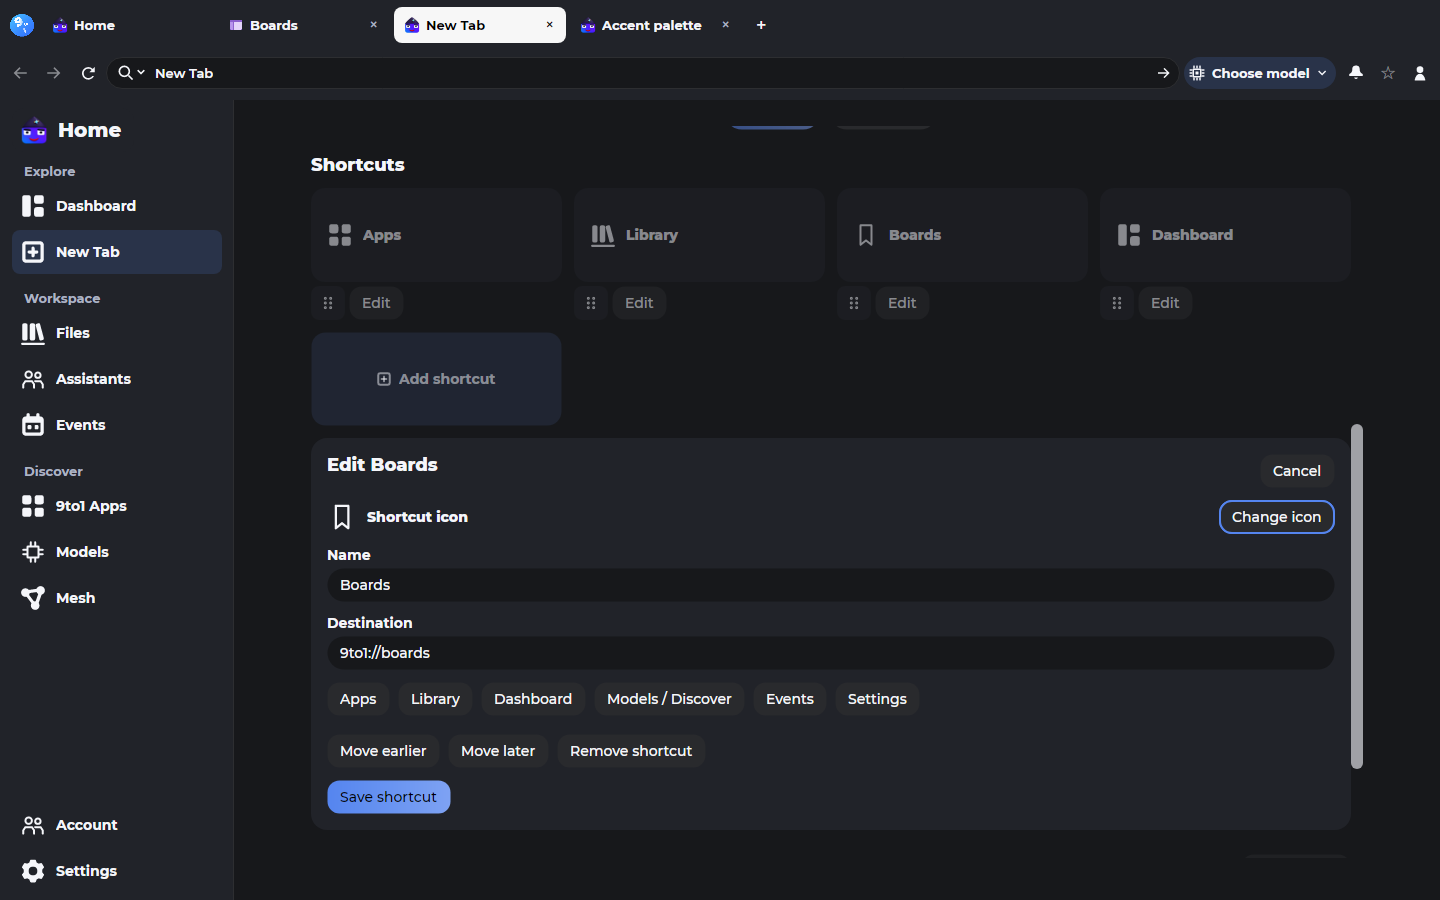 Home
Boards
New Tab
Accent palette
New Tab
Choose model
Home
Explore
Dashboard
New Tab
Workspace
Files
Assistants
Events
Discover
9to1 Apps
Models
Mesh
Account
Settings
Shortcuts
Apps
Library
Boards
Dashboard
Edit
Edit
Edit
Edit
Add shortcut
Edit Boards
Cancel
Shortcut icon
Change icon
Name
Boards
Destination
9to1://boards
Apps
Library
Dashboard
Models / Discover
Events
Settings
Move earlier
Move later
Remove shortcut
Save shortcut